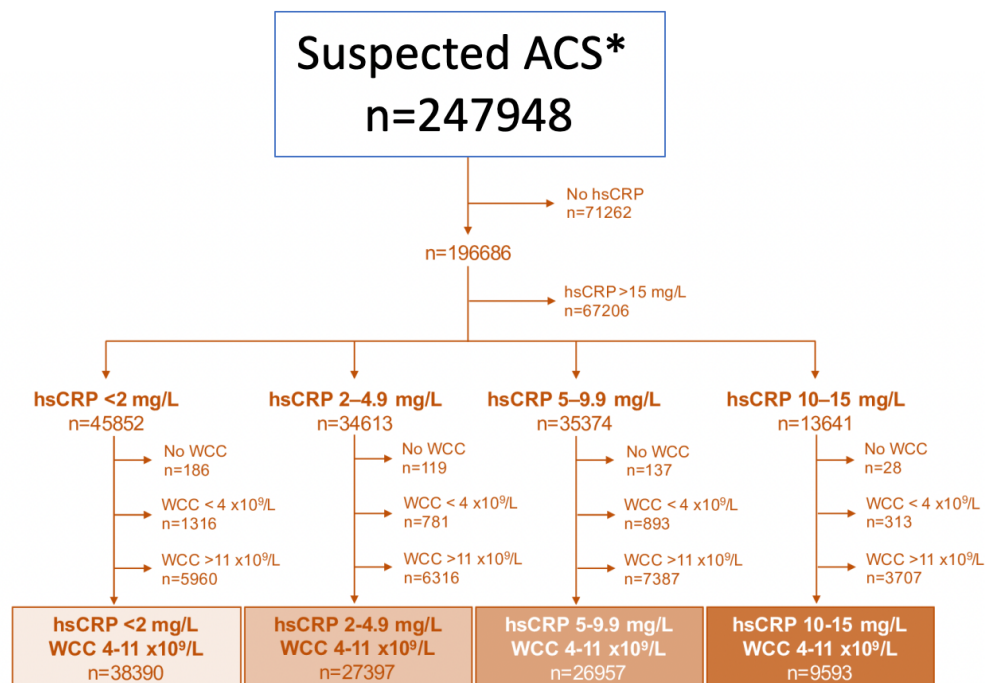 Suspected ACS*
n=247948
No hsCRP
n=71262
n=196686
hsCRP >15 mg/L
n=67206
hsCRP <2 mg/L
n=45852
hsCRP 2–4.9 mg/L
n=34613
hsCRP 5–9.9 mg/L
n=35374
hsCRP 10–15 mg/L
n=13641
No WCC
n=186
No WCC
n=119
No WCC
n=137
No WCC
n=28
WCC < 4 x10⁹/L
n=1316
WCC < 4 x10⁹/L
n=781
WCC < 4 x10⁹/L
n=893
WCC < 4 x10⁹/L
n=313
WCC >11 x10⁹/L
n=5960
WCC >11 x10⁹/L
n=6316
WCC >11 x10⁹/L
n=7387
WCC >11 x10⁹/L
n=3707
hsCRP <2 mg/L
WCC 4-11 x10⁹/L
n=38390
hsCRP 2-4.9 mg/L
WCC 4-11 x10⁹/L
n=27397
hsCRP 5-9.9 mg/L
WCC 4-11 x10⁹/L
n=26957
hsCRP 10-15 mg/L
WCC 4-11 x10⁹/L
n=9593